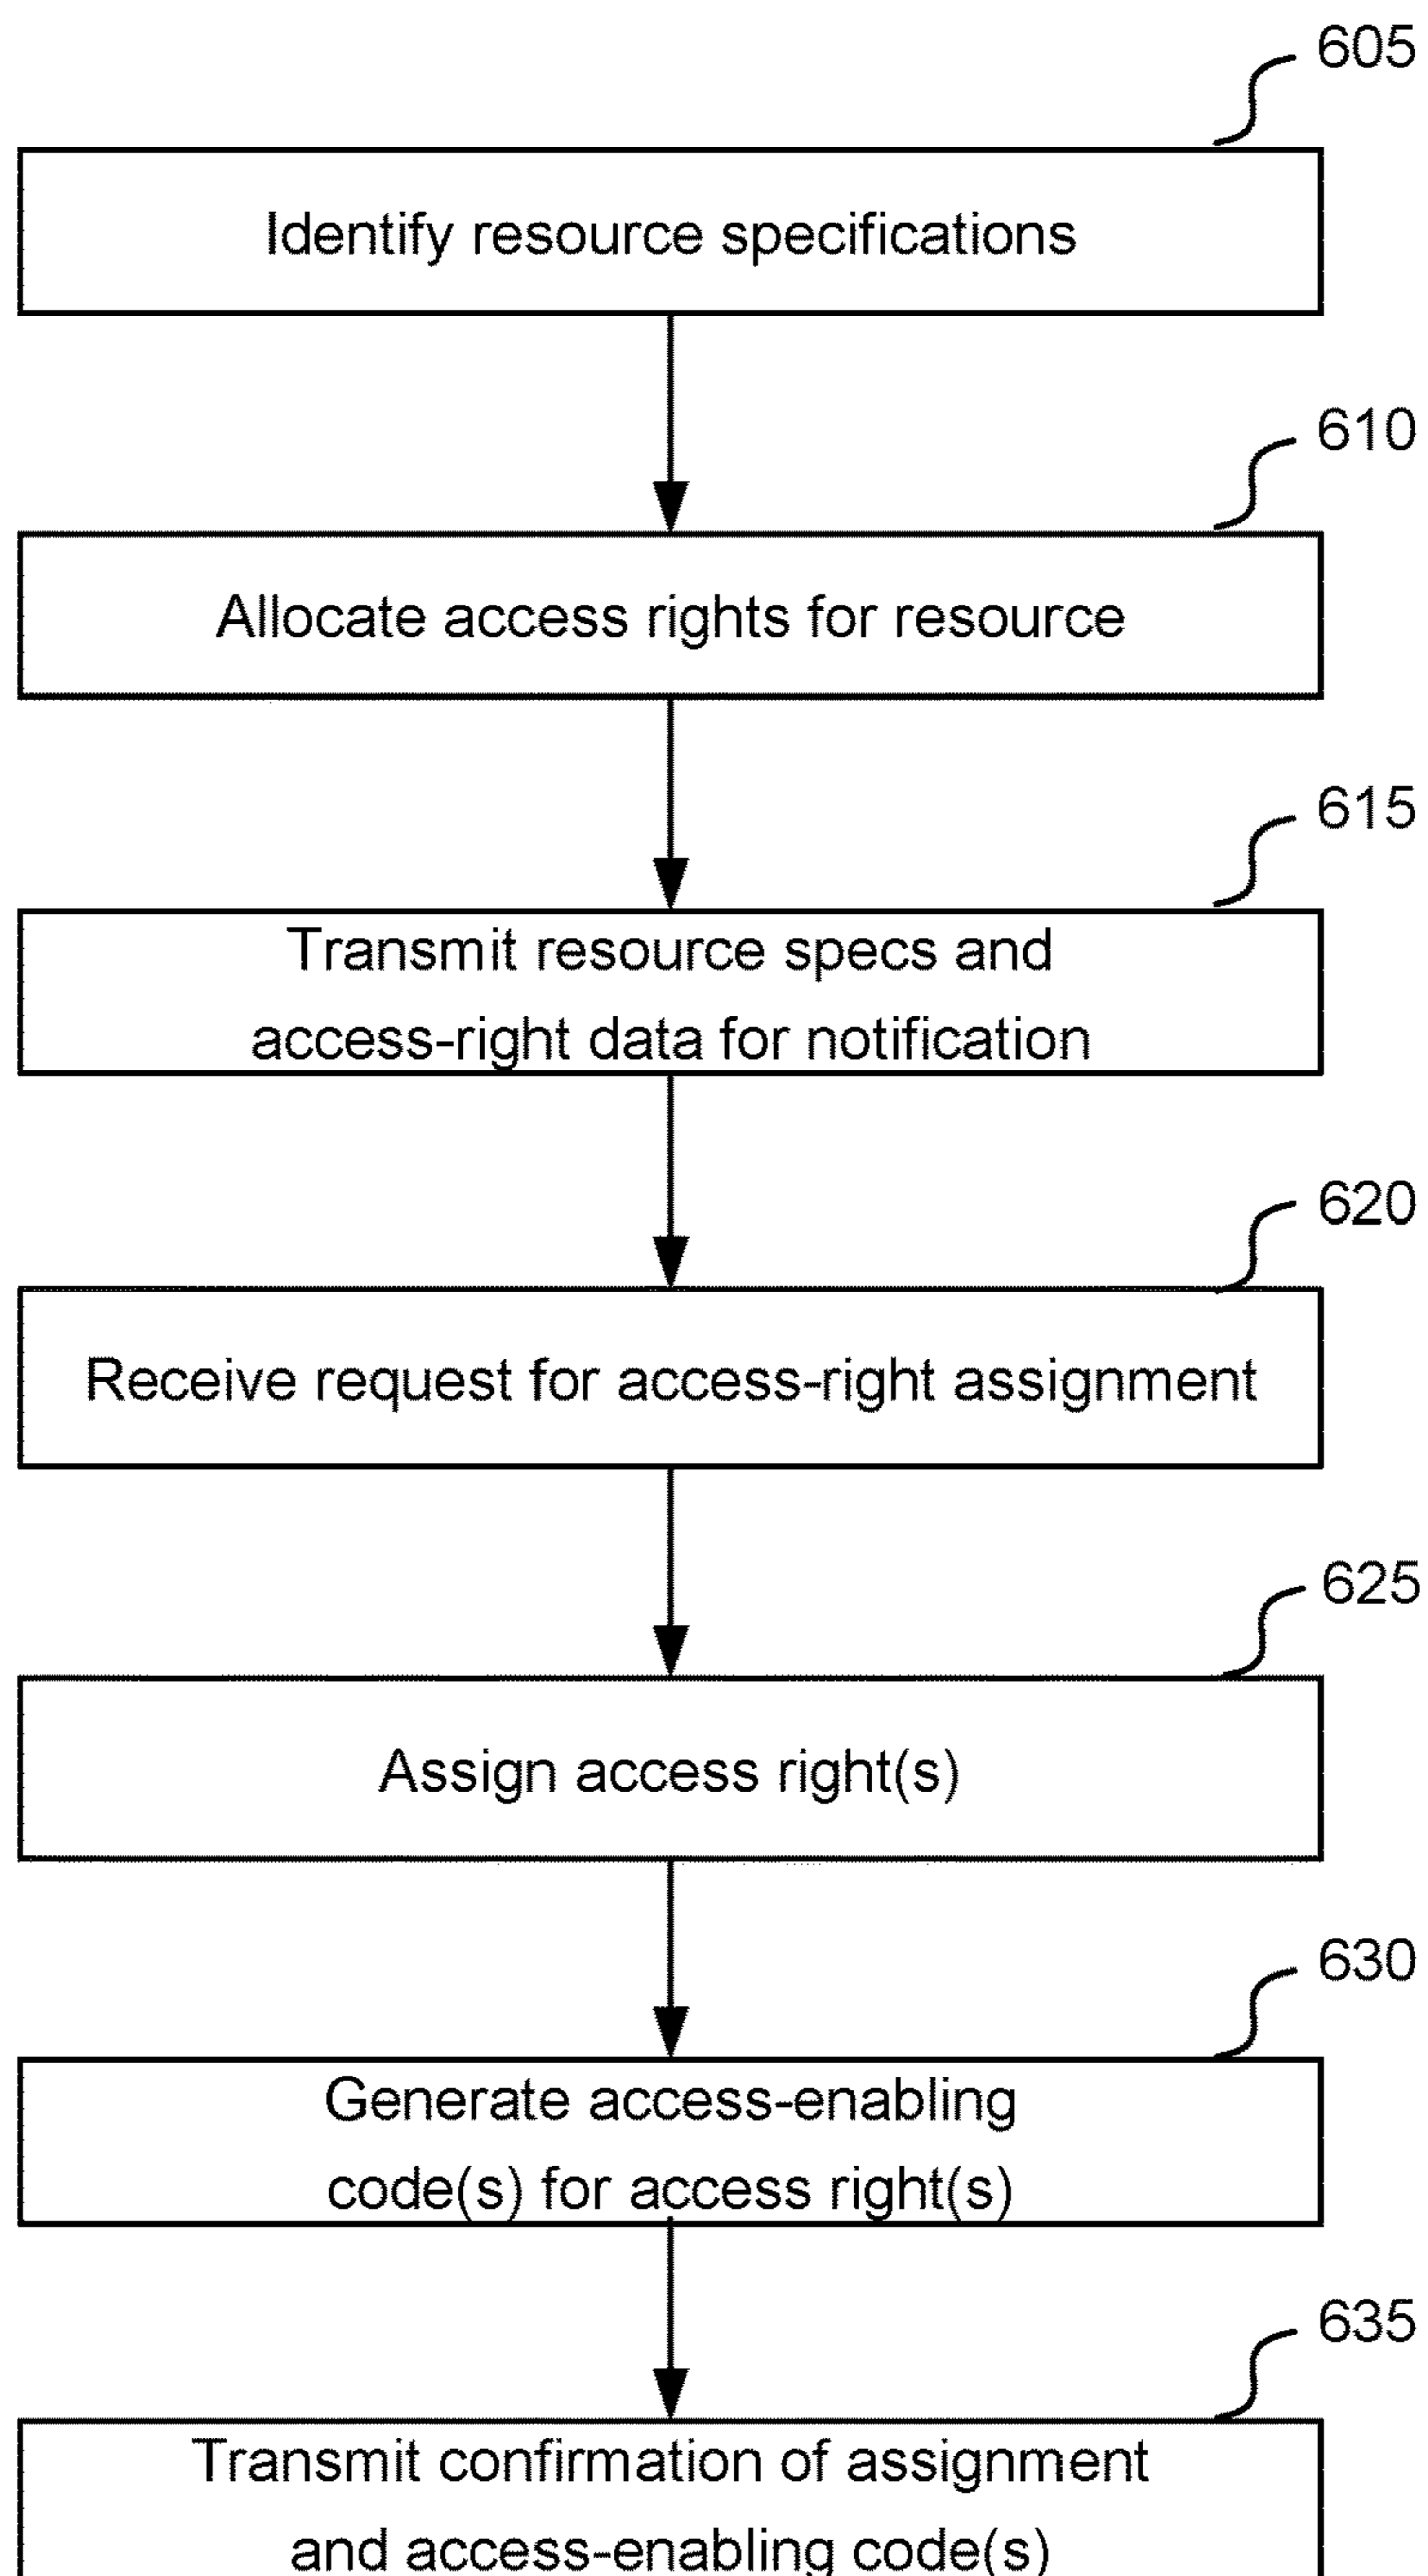 605
Identify resource specifications
610
Allocate access rights for resource
615
Transmit resource specs and
access-right data for notification
620
Receive request for access-right assignment
625
Assign access right(s)
630
Generate access-enabling
code(s) for access right(s)
635
Transmit confirmation of assignment
and access-enabling code(s)